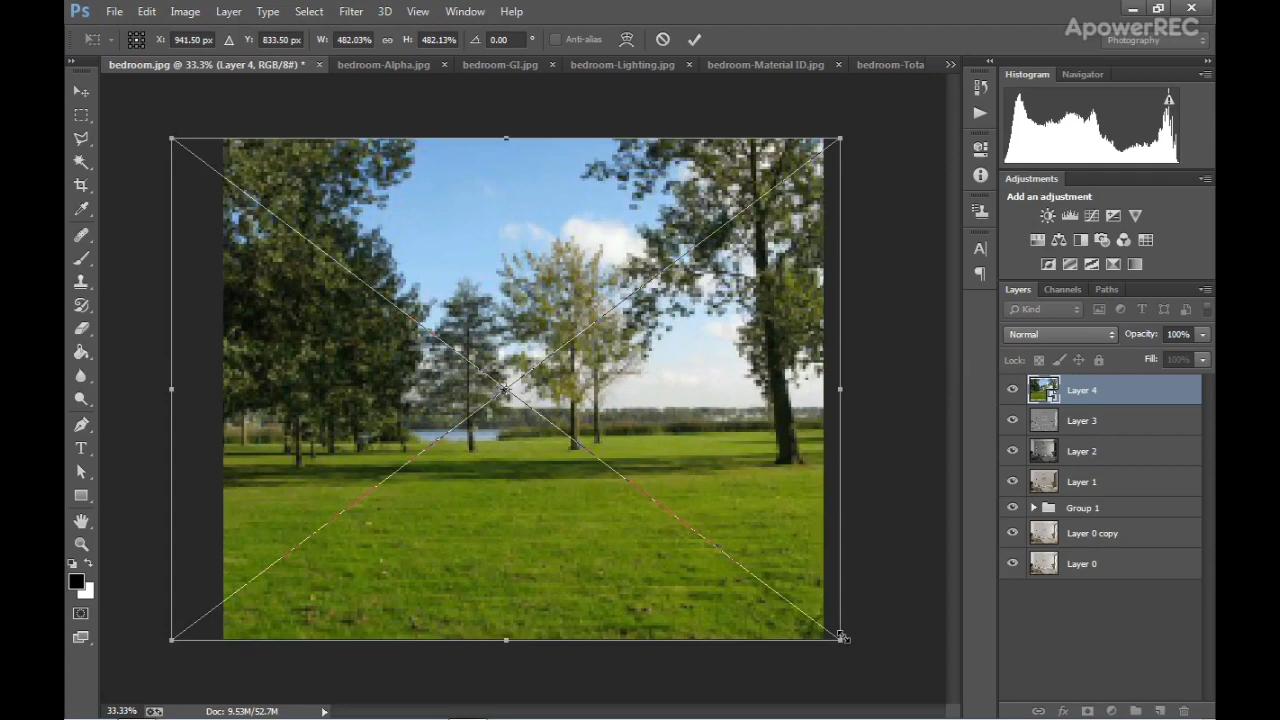 Ps File Edit Image Layer Type Select Filter 3D View Window Help
ApowerREC
X: 941.50 px Y: 833.50 px W: 482.03% H: 482.13% 0.00 ° Anti-alias
Photography
bedroom.jpg @ 33.3% (Layer 4, RGB/8#) * × bedroom-Alpha.jpg × bedroom-GI.jpg × bedroom-Lighting.jpg × bedroom-Material ID.jpg × bedroom-Tota
Histogram Navigator
Adjustments
Add an adjustment
Layers Channels Paths
Kind
Normal Opacity: 100%
Lock: Fill: 100%
Layer 4
Layer 3
Layer 2
Layer 1
Group 1
Layer 0 copy
Layer 0
33.33% Doc: 9.53M/52.7M